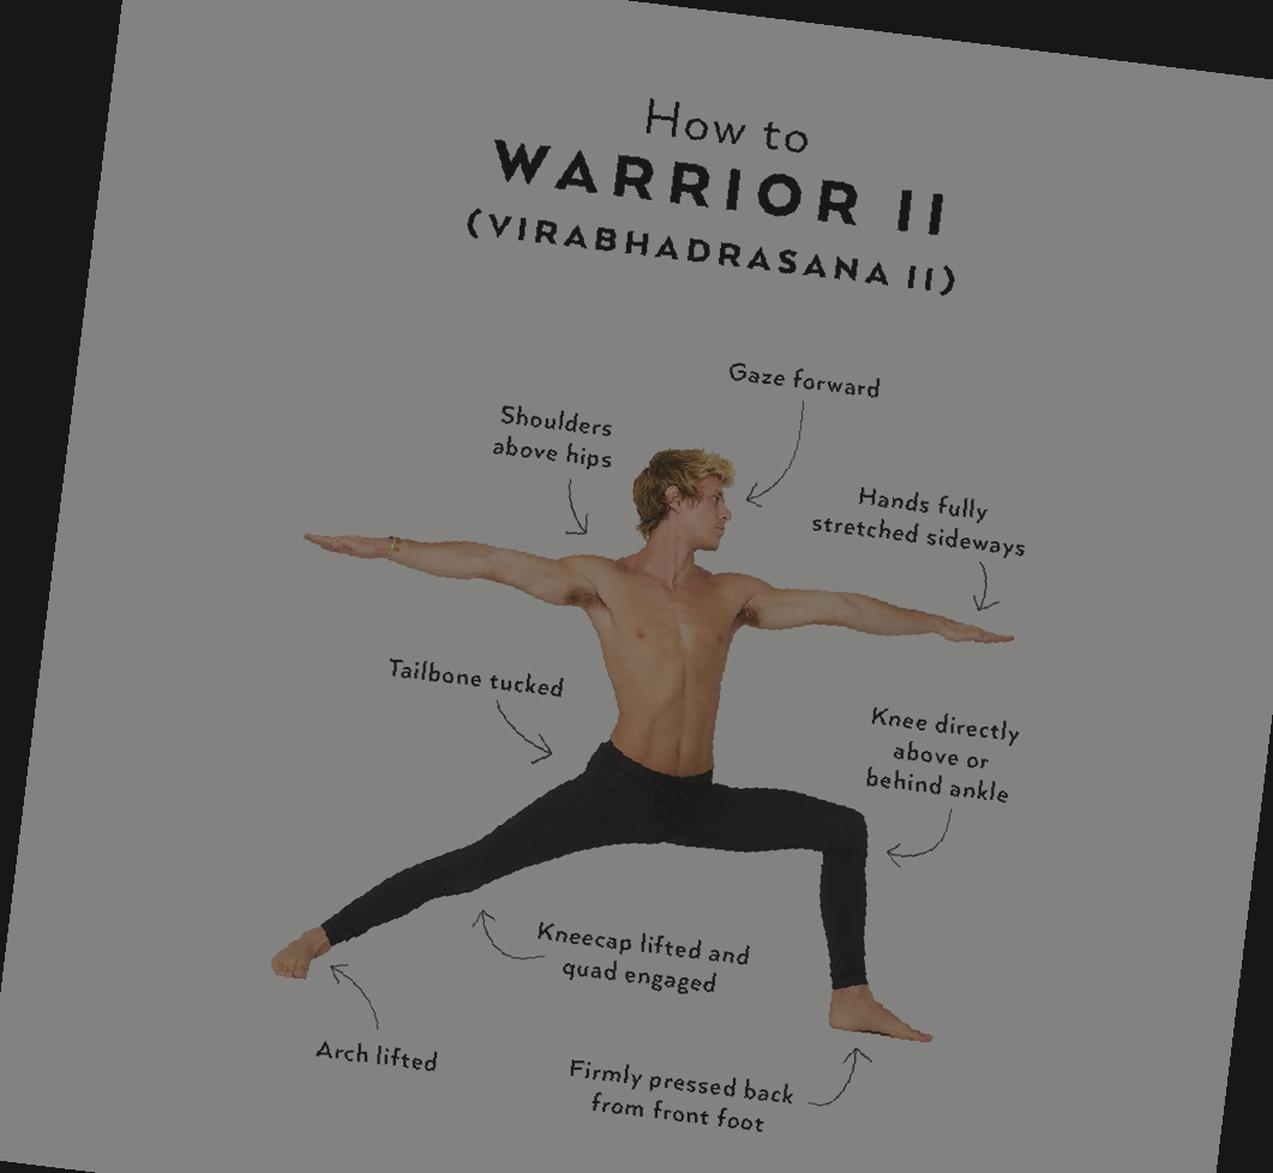 How to
WARRIOR II
(VIRABHADRASANA II)
Gaze forward
Shoulders
above hips
Hands fully
stretched sideways
Tailbone tucked
Knee directly
above or
behind ankle
Kneecap lifted and
quad engaged
Arch lifted
Firmly pressed back
from front foot